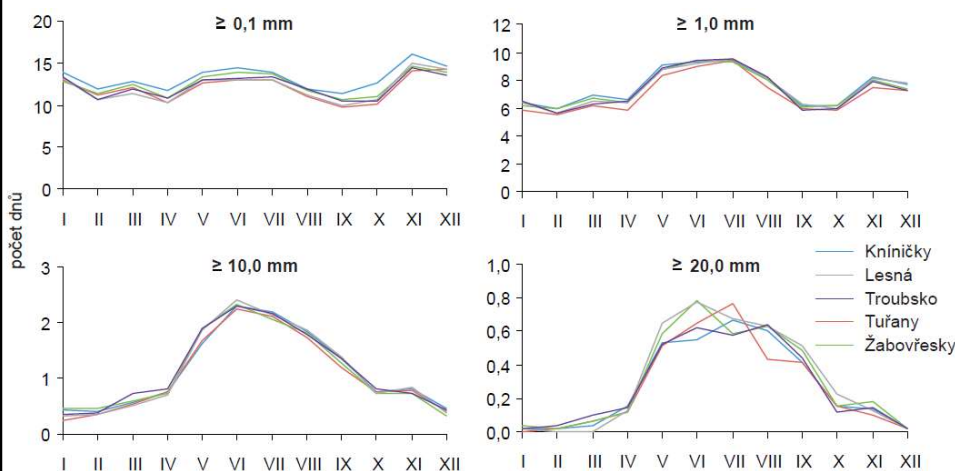 ≥ 0,1 mm
20
15
10
5
0
I II III IV V VI VII VIII IX X XI XII
≥ 1,0 mm
12
10
8
6
4
2
0
I II III IV V VI VII VIII IX X XI XII
počet dnů
≥ 10,0 mm
3
2
1
0
I II III IV V VI VII VIII IX X XI XII
≥ 20,0 mm
1,0
0,8
0,6
0,4
0,2
0,0
I II III IV V VI VII VIII IX X XI XII
Kníničky
Lesná
Troubsko
Tuřany
Žabovřesky